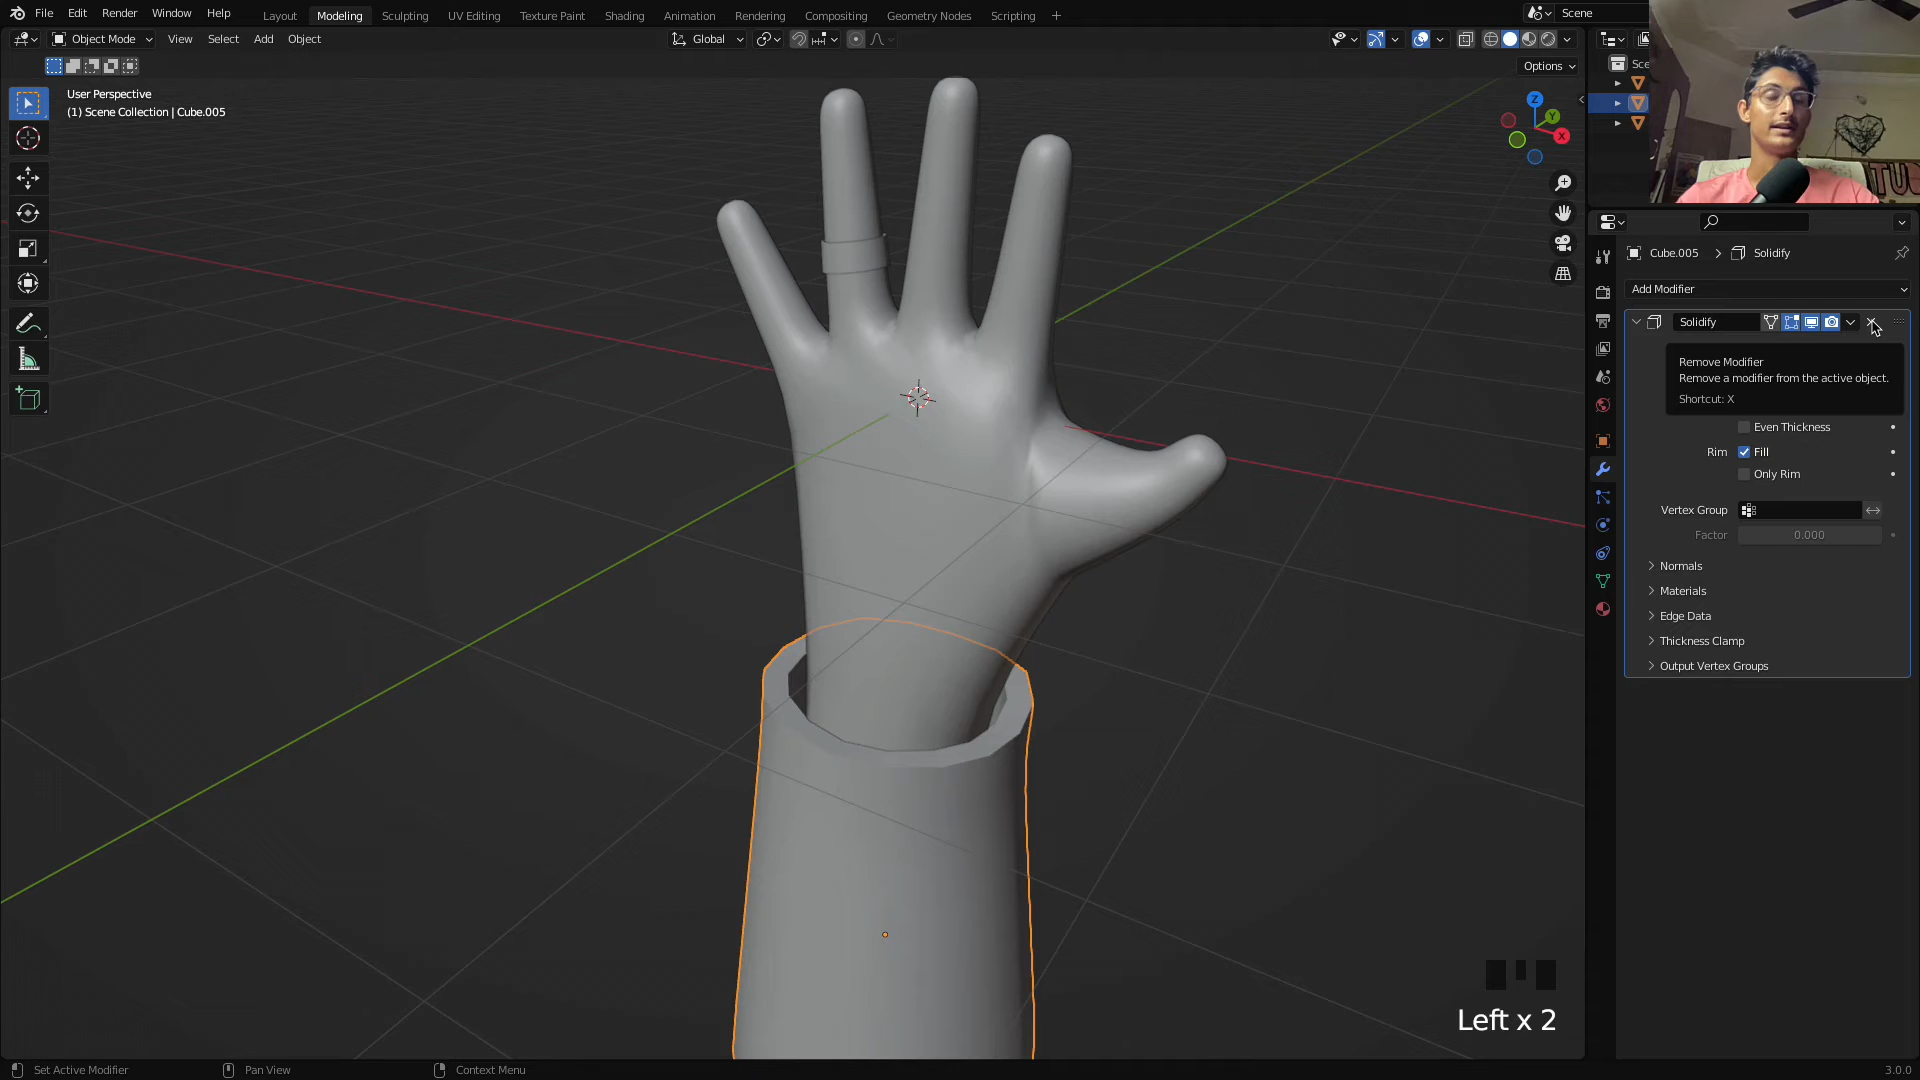 File Edit Render Window Help
Layout Modeling Sculpting UV Editing Texture Paint Shading Animation Rendering Compositing Geometry Nodes Scripting +
Scene
Object Mode View Select Add Object
Global
Options
User Perspective
(1) Scene Collection | Cube.005
Z
Y
X
Sce
Cube.005 > Solidify
Add Modifier
Solidify
Remove Modifier
Remove a modifier from the active object.
Shortcut: X
Even Thickness
Rim Fill
Only Rim
Vertex Group
Factor 0.000
Normals
Materials
Edge Data
Thickness Clamp
Output Vertex Groups
Left x 2
Set Active Modifier
Pan View
Context Menu
3.0.0